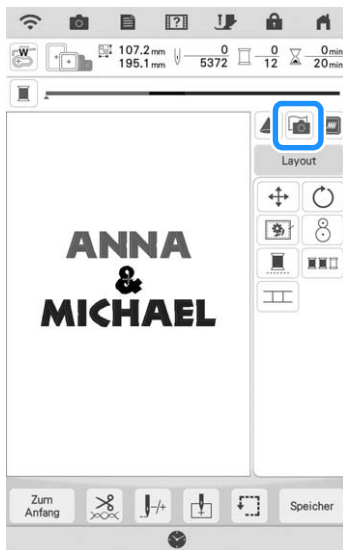 W
107.2 mm
195.1 mm
0
5372
0
12
0 min
20 min
Layout
ANNA
&
MICHAEL
Zum
Anfang
-/+
Speicher